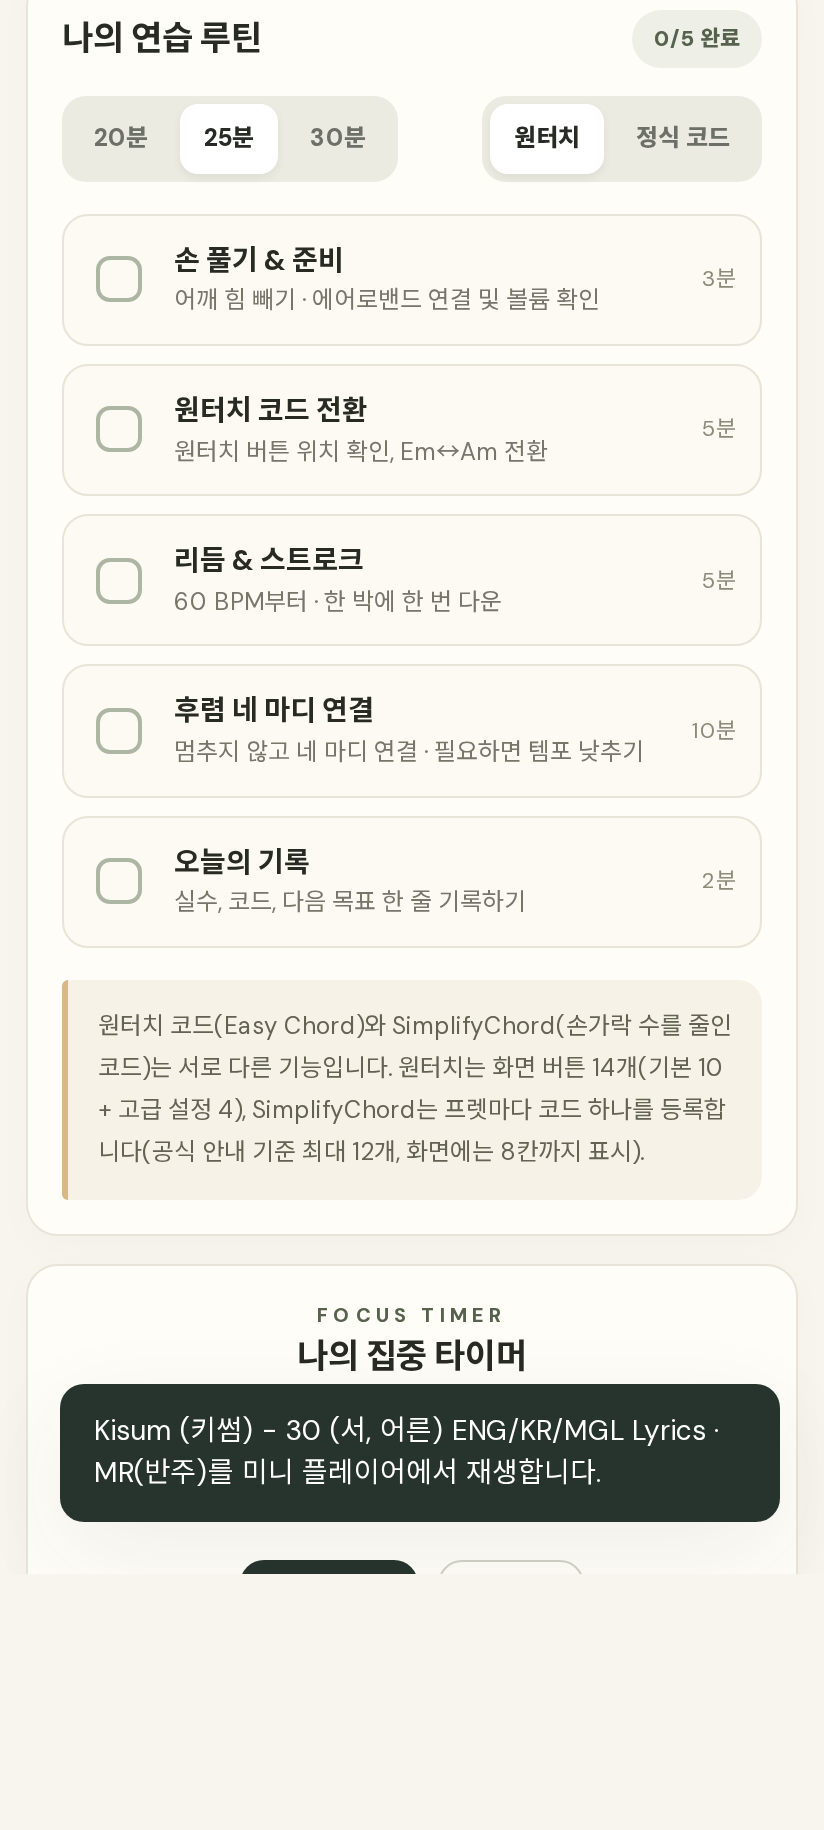 나의 연습 루틴
0/5 완료
20분 25분 30분
원터치 정식 코드
손 풀기 & 준비
어깨 힘 빼기 · 에어로밴드 연결 및 볼륨 확인
3분
원터치 코드 전환
원터치 버튼 위치 확인, Em↔Am 전환
5분
리듬 & 스트로크
60 BPM부터 · 한 박에 한 번 다운
5분
후렴 네 마디 연결
멈추지 않고 네 마디 연결 · 필요하면 템포 낮추기
10분
오늘의 기록
실수, 코드, 다음 목표 한 줄 기록하기
2분
원터치 코드(Easy Chord)와 SimplifyChord(손가락 수를 줄인
코드)는 서로 다른 기능입니다. 원터치는 화면 버튼 14개(기본 10
+ 고급 설정 4), SimplifyChord는 프렛마다 코드 하나를 등록합
니다(공식 안내 기준 최대 12개, 화면에는 8칸까지 표시).
FOCUS TIMER
나의 집중 타이머
Kisum (키썸) - 30 (서, 어른) ENG/KR/MGL Lyrics ·
MR(반주)를 미니 플레이어에서 재생합니다.